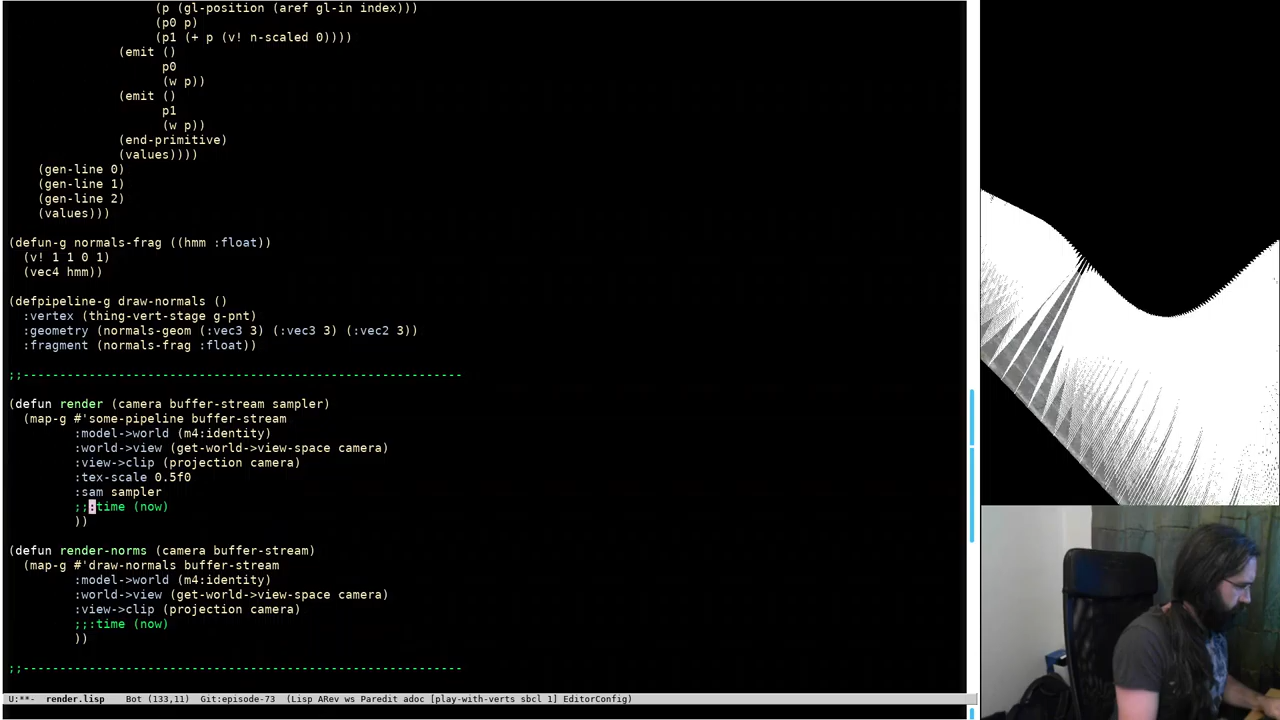 (p (gl-position (aref gl-in index)))
(p0 p)
(p1 (+ p (v! n-scaled 0))))
(emit ()
p0
(w p))
(emit ()
p1
(w p))
(end-primitive)
(values))))
(gen-line 0)
(gen-line 1)
(gen-line 2)
(values)))
(defun-g normals-frag ((hmm :float))
(v! 1 1 0 1)
(vec4 hmm))
(defpipeline-g draw-normals ()
:vertex (thing-vert-stage g-pnt)
:geometry (normals-geom (:vec3 3) (:vec3 3) (:vec2 3))
:fragment (normals-frag :float))
;;------------------------------------------------------------
(defun render (camera buffer-stream sampler)
(map-g #'some-pipeline buffer-stream
:model->world (m4:identity)
:world->view (get-world->view-space camera)
:view->clip (projection camera)
:tex-scale 0.5f0
:sam sampler
;;:time (now)
))
(defun render-norms (camera buffer-stream)
(map-g #'draw-normals buffer-stream
:model->world (m4:identity)
:world->view (get-world->view-space camera)
:view->clip (projection camera)
;;:time (now)
))
;;------------------------------------------------------------
U:**-  render.lisp   Bot (133,11)  Git:episode-73  (Lisp ARev ws Paredit adoc [play-with-verts sbcl 1] EditorConfig)